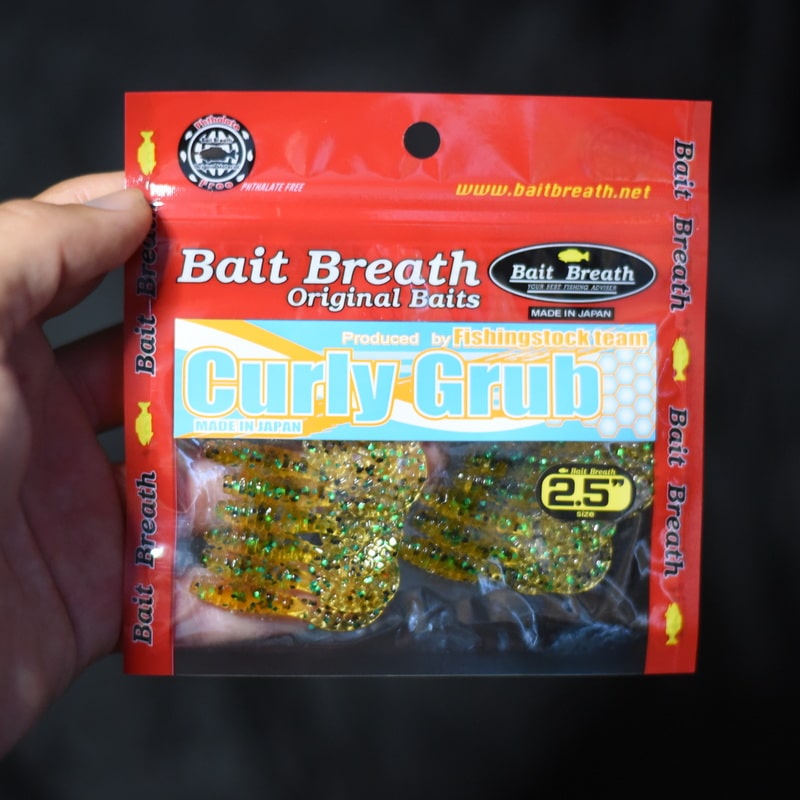 Phthalate
Free
PHTHALATE FREE
www.baitbreath.net
Bait Breath
Original Baits
Bait Breath
YOUR BEST FISHING ADVISER
MADE IN JAPAN
Produced by Fishingstock team
Curly Grub
MADE IN JAPAN
Bait Breath
2.5"
size
Bait Breath
Bait Breath
Bait Breath
Bait Breath